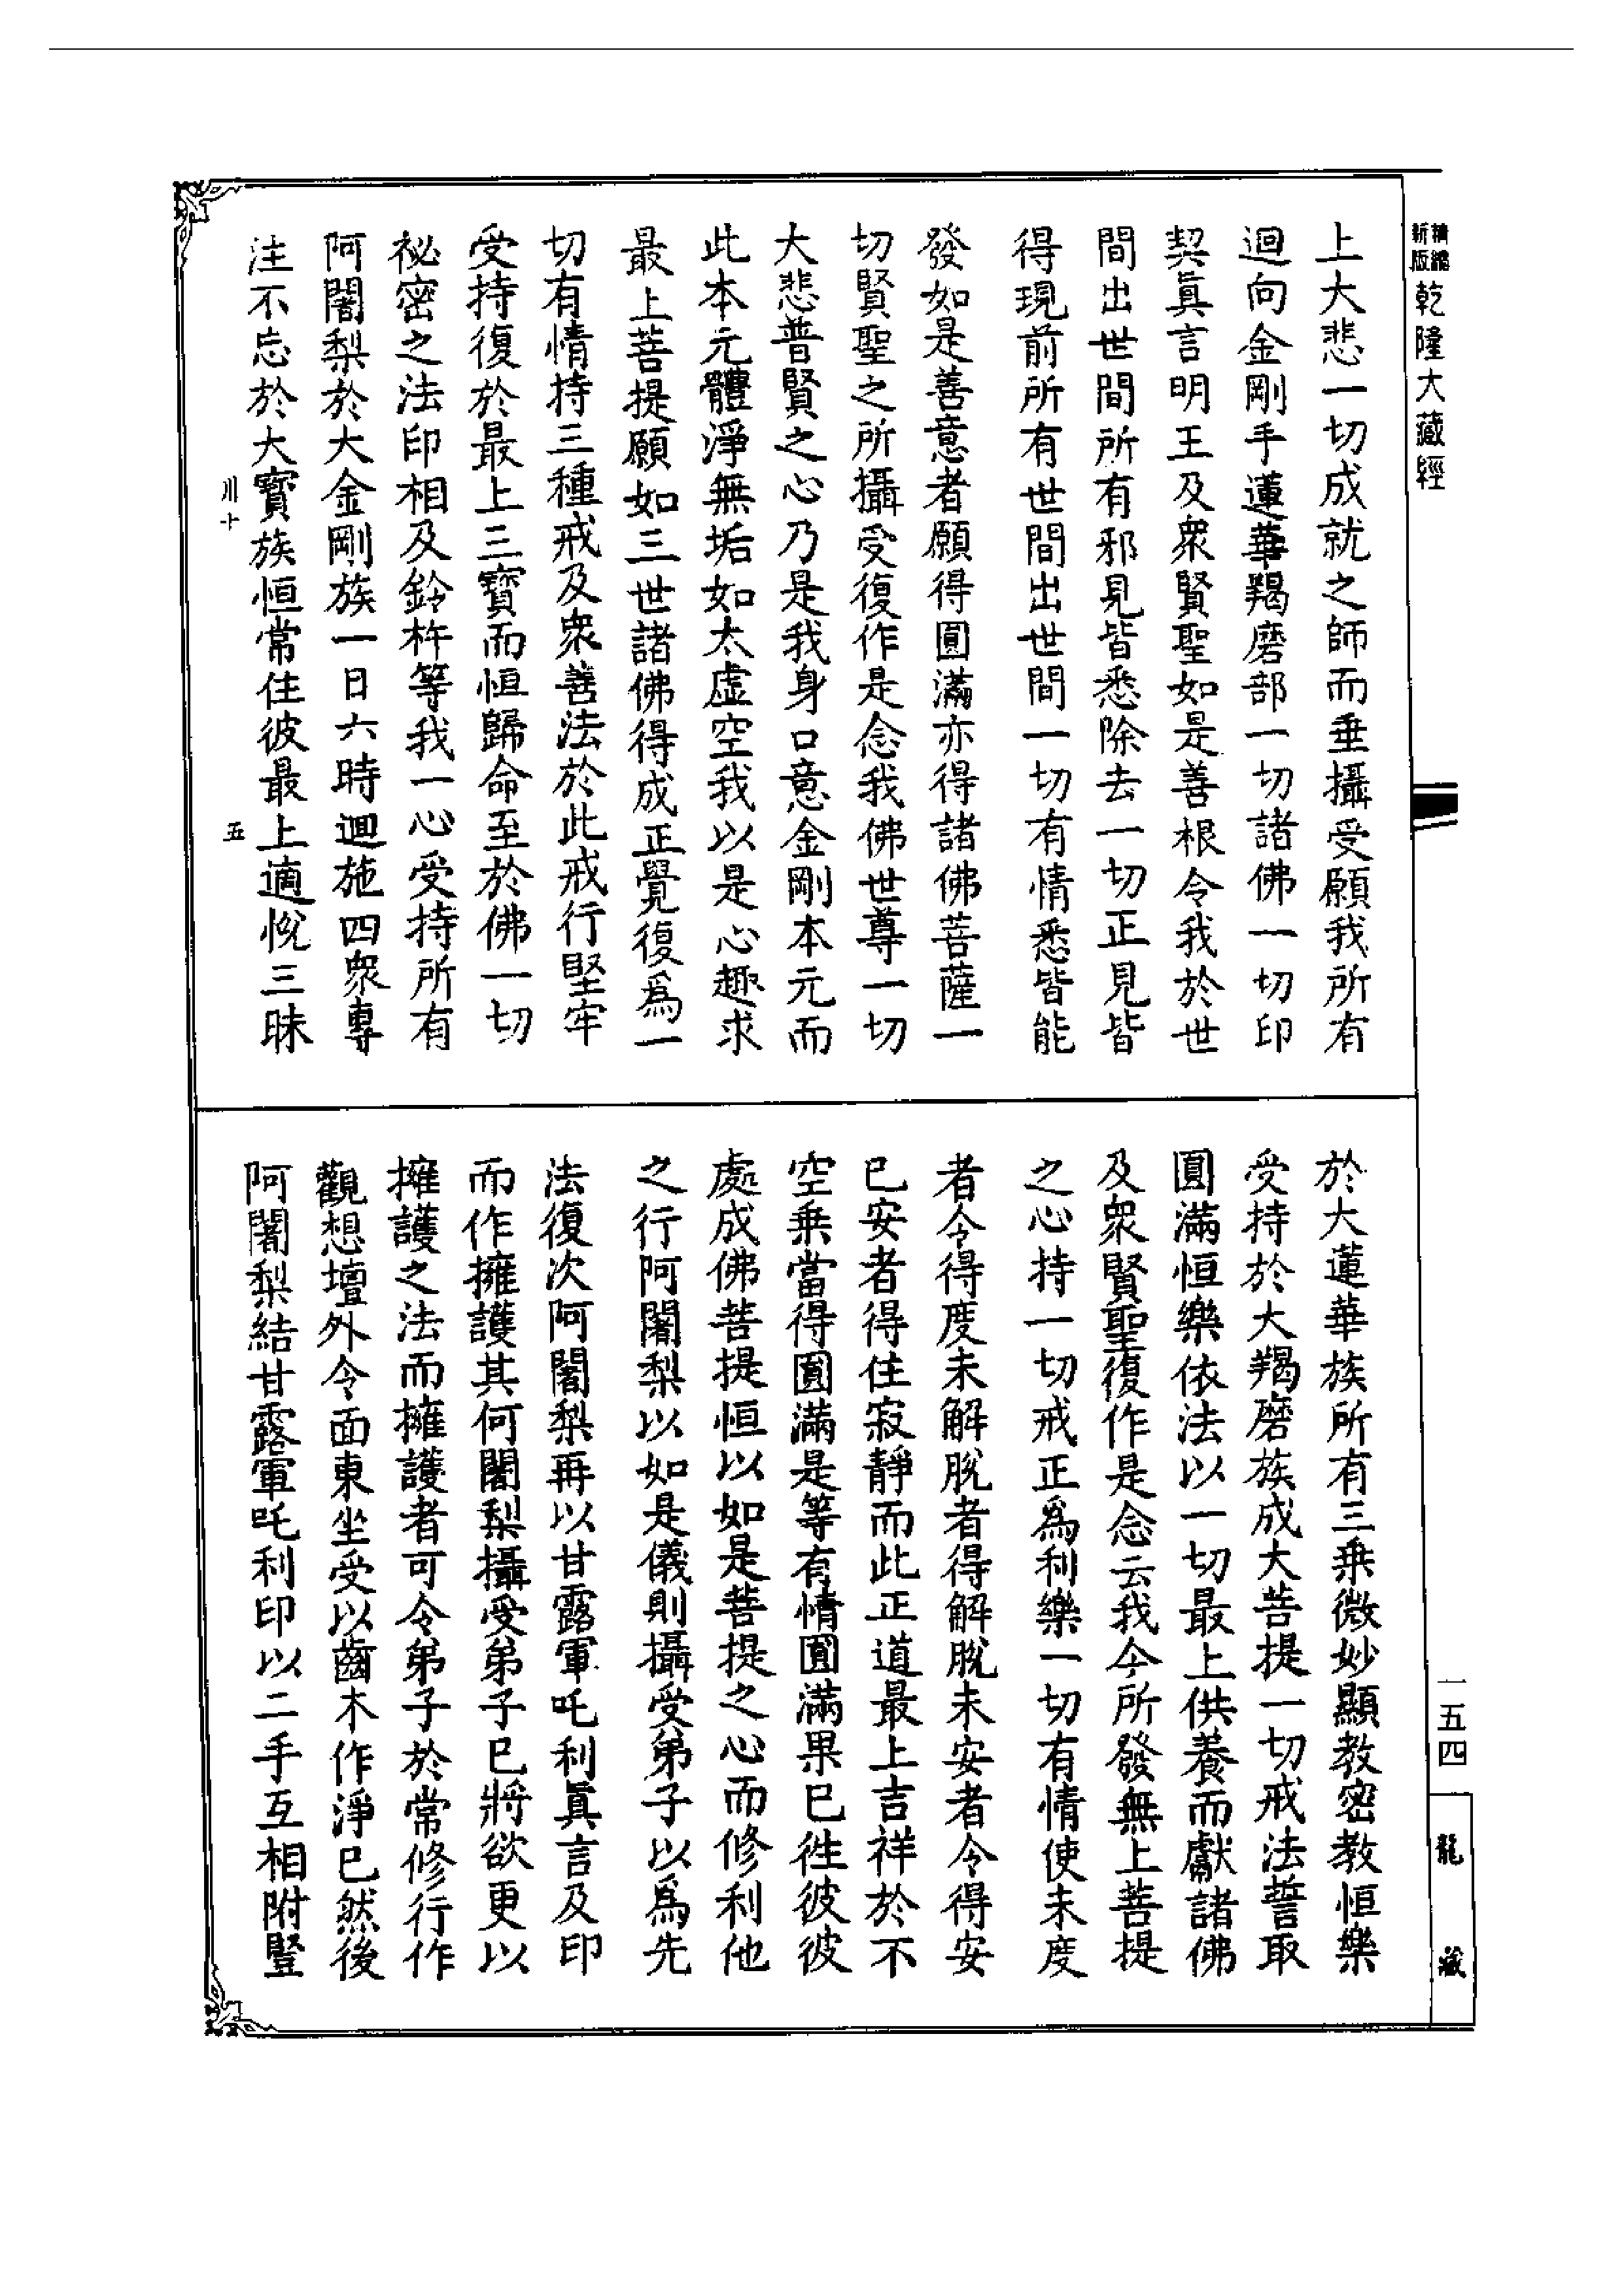 新版精縮乾隆大藏經
上大悲一切成就之師而垂攝受願我所有
迴向金剛手蓮華羯磨部一切諸佛一切印
契眞言明王及衆賢聖如是善根令我於世
間出世間所有邪見皆悉除去一切正見皆
得現前所有世間出世間一切有情悉皆能
發如是善意者願得圓滿亦得諸佛菩薩一
切賢聖之所攝受復作是念我佛世尊一切
大悲普賢之心乃是我身口意金剛本元而
此本元體淨無垢如太虛空我以是心趣求
最上菩提願如三世諸佛得成正覺復爲一
切有情持三種戒及衆善法於此戒行堅牢
受持復於最上三寶而恒歸命至於佛一切
祕密之法印相及鈴杵等我一心受持所有
阿闍梨於大金剛族一日六時迴施四衆專
注不忘於大寶族恒常住彼最上適悅三昧
川十 五
於大蓮華族所有三乘微妙顯教密教恒樂
受持於大羯磨族成大菩提一切戒法誓取
圓滿恒樂依法以一切最上供養而獻諸佛
及衆賢聖復作是念云我今所發無上菩提
之心持一切戒正爲利樂一切有情使未度
者令得度未解脫者得解脫未安者令得安
已安者得住寂靜而此正道最上吉祥於不
空乘當得圓滿是等有情圓滿果已徃彼彼
處成佛菩提恒以如是菩提之心而修利他
之行阿闍梨以如是儀則攝受弟子以爲先
法復次阿闍梨再以甘露軍吒利眞言及印
而作擁護其何闍梨攝受弟子已將欲更以
擁護之法而擁護者可令弟子於常修行作
觀想壇外令面東坐受以齒木作淨已然後
阿闍梨結甘露軍吒利印以二手互相附豎
一五四
龍藏